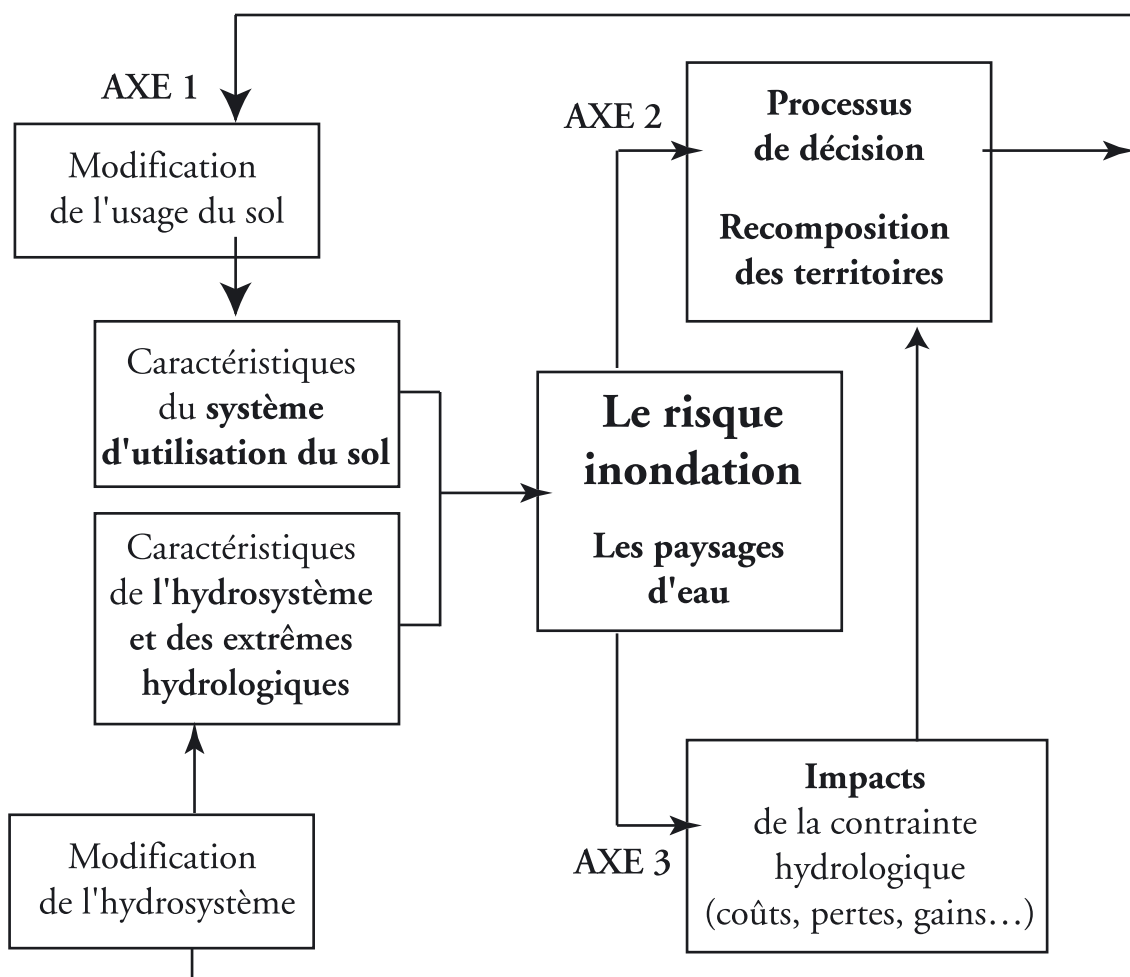 AXE 1
Modification
de l'usage du sol
Caractéristiques
du système
d'utilisation du sol
Caractéristiques
de l'hydrosystème
et des extrêmes
hydrologiques
Modification
de l'hydrosystème
Le risque
inondation
Les paysages
d'eau
AXE 2
Processus
de décision
Recomposition
des territoires
AXE 3
Impacts
de la contrainte
hydrologique
(coûts, pertes, gains…)